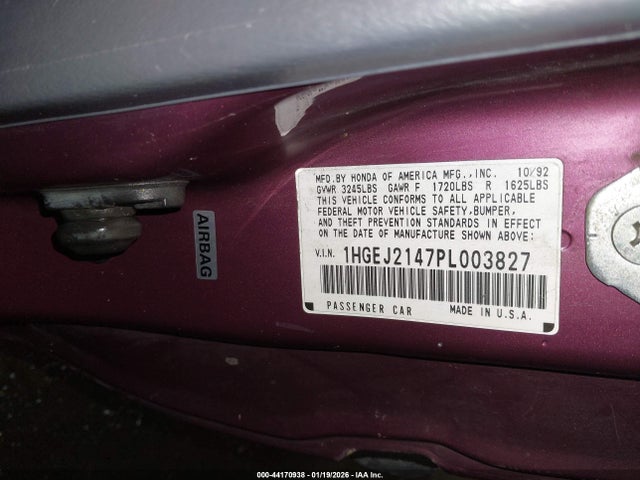 MFD.BY HONDA OF AMERICA MFG.,INC. 10/92
GVWR 3245LBS GAWR F 1720LBS R 1625LBS
THIS VEHICLE CONFORMS TO ALL APPLICABLE
FEDERAL MOTOR VEHICLE SAFETY,BUMPER,
AND THEFT PREVENTION STANDARDS IN EFFECT
ON THE DATE OF MANUFACTURE SHOWN ABOVE:
V.I.N. 1HGEJ2147PL003827
PASSENGER CAR MADE IN U.S.A.
AIRBAG
000-44170938 - 01/19/2026 - IAA Inc.